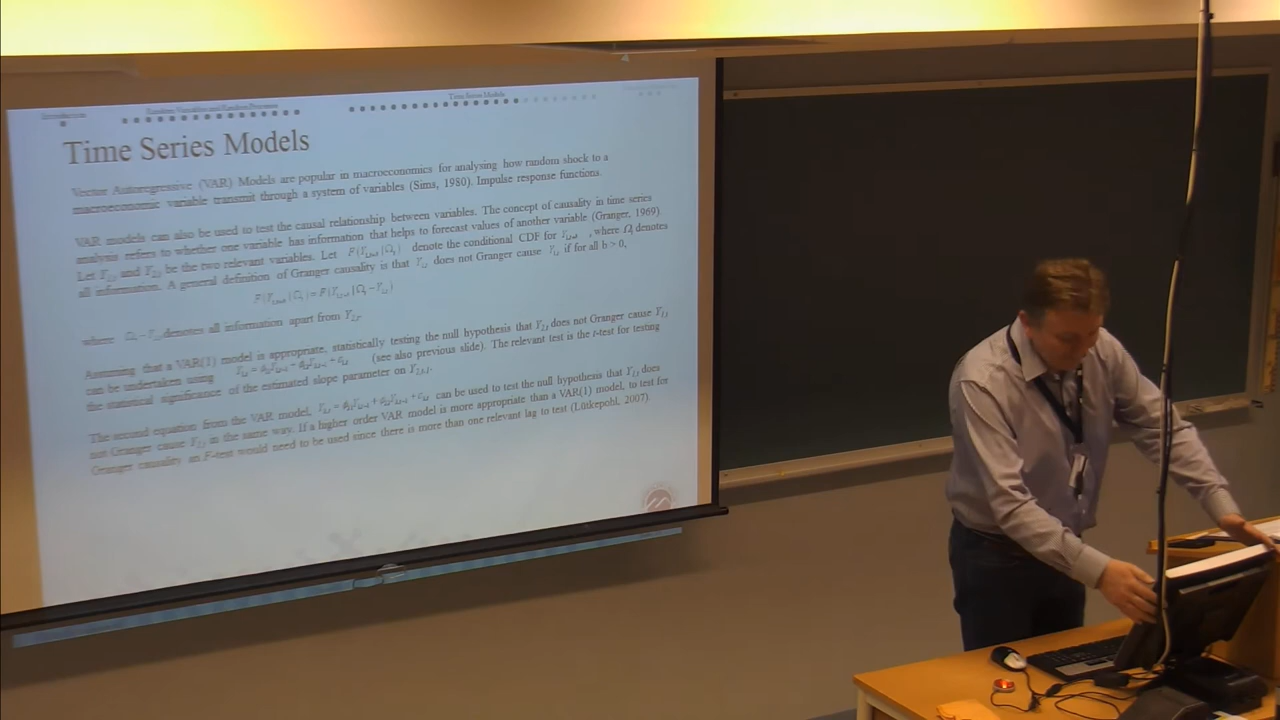 Introduction Random Variables and Random Processes Time Series Models
Time Series Models
Vector Autoregressive (VAR) Models are popular in macroeconomics for analysing how random shock to a
macroeconomic variable transmit through a system of variables (Sims, 1980). Impulse response functions.
VAR models can also be used to test the causal relationship between variables. The concept of causality in time series
analysis refers to whether one variable has information that helps to forecast values of another variable (Granger, 1969)
Let and be the two relevant variables. Let denote the conditional CDF for , where Ωt denotes
all information. A general definition of Granger causality is that does not Granger cause if for all b > 0,
where denotes all information apart from
Assuming that a VAR(1) model is appropriate, statistically testing the null hypothesis that does not Granger cause
can be undertaken using (see also previous slide). The relevant test is the t-test for testing
the statistical significance of the estimated slope parameter on
The second equation from the VAR model, can be used to test the null hypothesis that does
not Granger cause in the same way. If a higher order VAR model is more appropriate than a VAR(1) model, to test for
Granger causality an F-test would need to be used since there is more than one relevant lag to test (Lütkepohl, 2007).